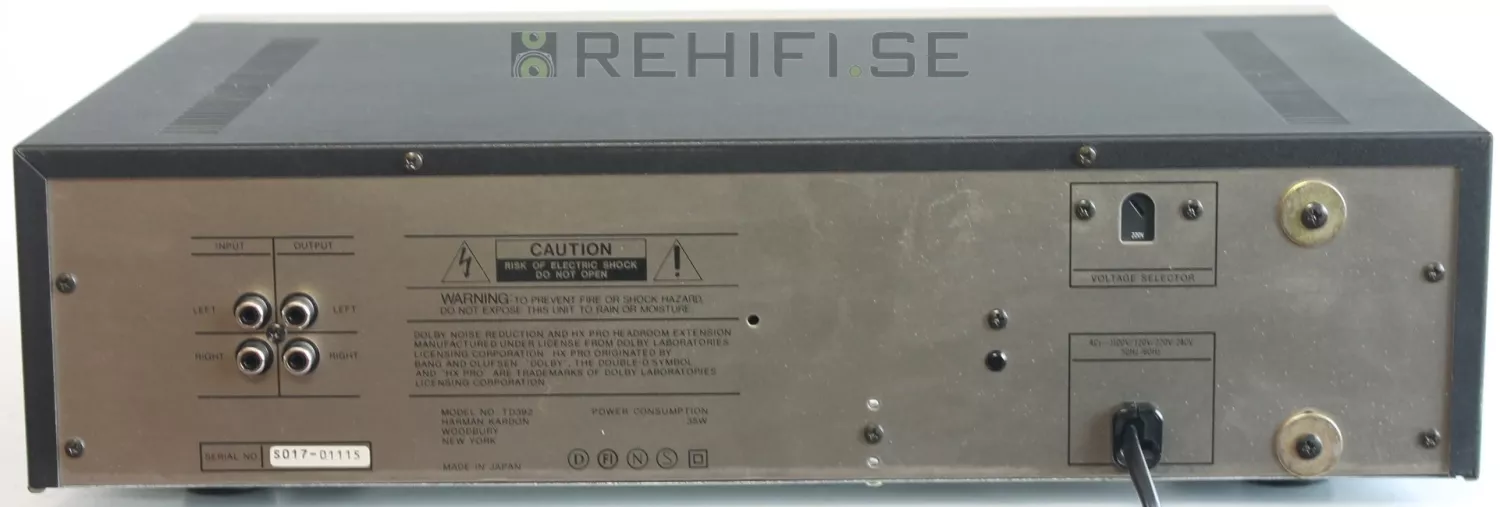 REHIFI.SE
INPUT OUTPUT
LEFT LEFT
RIGHT RIGHT
SERIAL NO S017-01115
CAUTION
RISK OF ELECTRIC SHOCK
DO NOT OPEN
WARNING: TO PREVENT FIRE OR SHOCK HAZARD,
DO NOT EXPOSE THIS UNIT TO RAIN OR MOISTURE.
DOLBY NOISE REDUCTION AND HX PRO HEADROOM EXTENSION
MANUFACTURED UNDER LICENSE FROM DOLBY LABORATORIES
LICENSING CORPORATION. HX PRO ORIGINATED BY
BANG AND OLUFSEN. "DOLBY", THE DOUBLE-D SYMBOL
AND "HX PRO" ARE TRADEMARKS OF DOLBY LABORATORIES
LICENSING CORPORATION.
MODEL NO. TD392 POWER CONSUMPTION
HARMAN KARDON 35W
WOODBURY
NEW YORK
MADE IN JAPAN D FI N S
220V
VOLTAGE SELECTOR
50Hz/60Hz